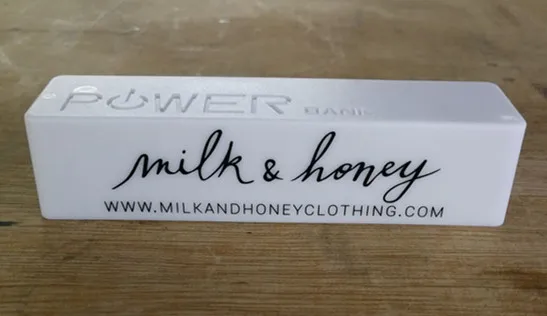 POWER BANK
milk & honey
WWW.MILKANDHONEYCLOTHING.COM